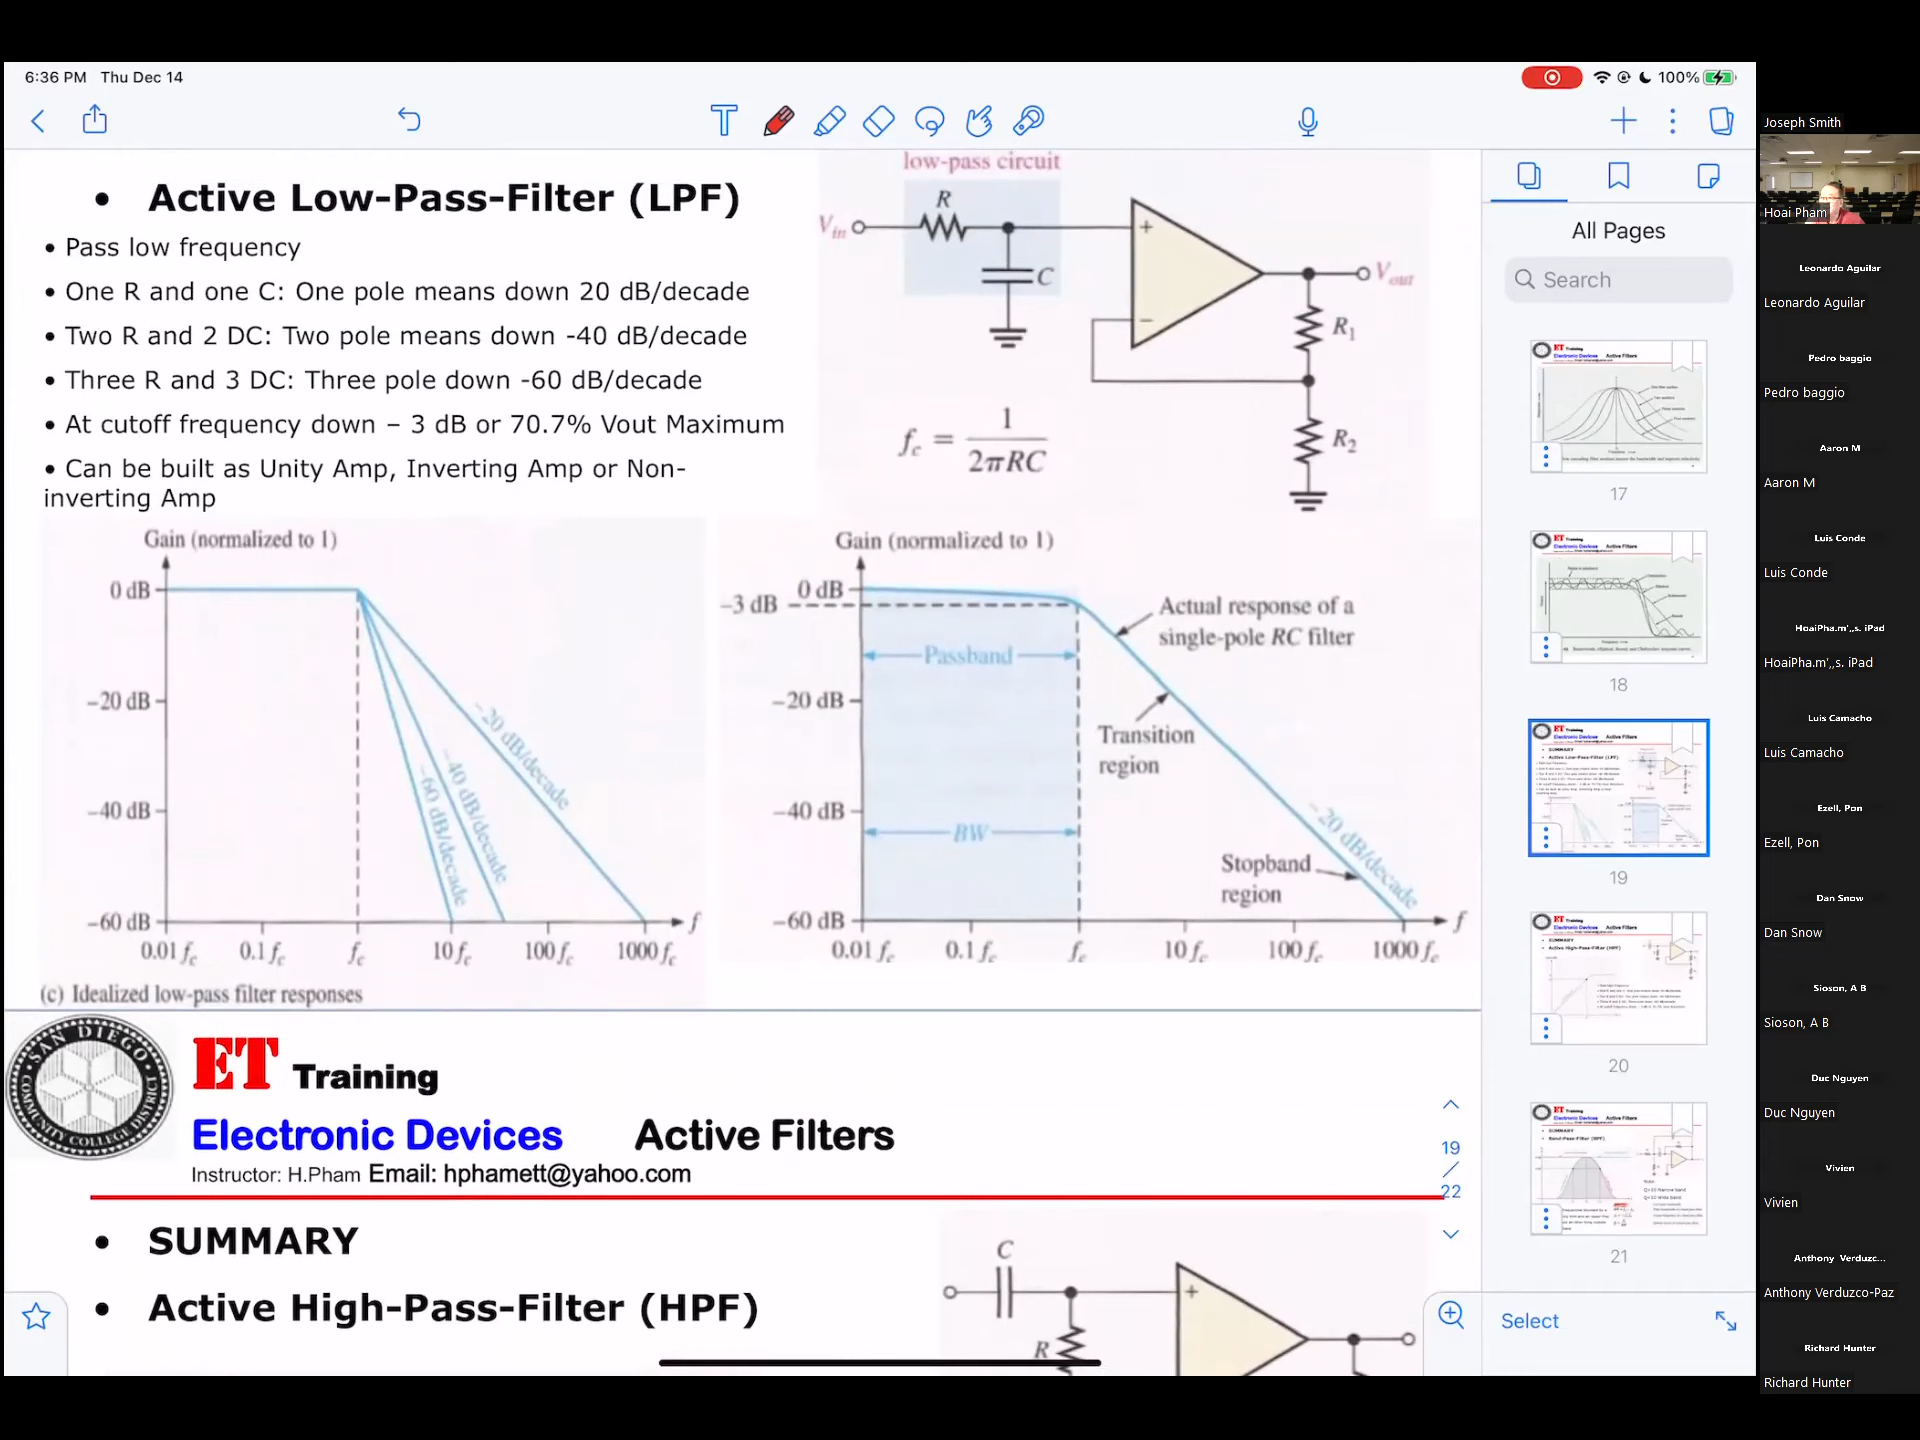 6:36 PM Thu Dec 14
100%
Active Low-Pass-Filter (LPF)
• Pass low frequency
• One R and one C: One pole means down 20 dB/decade
• Two R and 2 DC: Two pole means down -40 dB/decade
• Three R and 3 DC: Three pole down -60 dB/decade
• At cutoff frequency down – 3 dB or 70.7% Vout Maximum
• Can be built as Unity Amp, Inverting Amp or Non-
inverting Amp
low-pass circuit
R
Vin
+
C
Vout
−
R1
R2
fc = 1 / 2πRC
Gain (normalized to 1)
0 dB
−20 dB
−40 dB
−60 dB
−20 dB/decade
−40 dB/decade
−60 dB/decade
0.01 fc 0.1 fc fc 10 fc 100 fc 1000 fc
f
(c) Idealized low-pass filter responses
Gain (normalized to 1)
0 dB
−3 dB
Actual response of a
single-pole RC filter
Passband
−20 dB
Transition
region
−40 dB
BW
−20 dB/decade
Stopband
region
−60 dB
f
0.01 fc 0.1 fc fc 10 fc 100 fc 1000 fc
SAN DIEGO
COMMUNITY COLLEGE DISTRICT
ET Training
Electronic Devices Active Filters
Instructor: H.Pham Email: hphamett@yahoo.com
19
/
22
• SUMMARY
• Active High-Pass-Filter (HPF)
C
+
R
All Pages
Search
17
18
19
20
21
Select
Joseph Smith
Hoai Pham
Leonardo Aguilar
Leonardo Aguilar
Pedro baggio
Pedro baggio
Aaron M
Aaron M
Luis Conde
Luis Conde
HoaiPha.m',,s. iPad
HoaiPha.m',,s. iPad
Luis Camacho
Luis Camacho
Ezell, Pon
Ezell, Pon
Dan Snow
Dan Snow
Sioson, A B
Sioson, A B
Duc Nguyen
Duc Nguyen
Vivien
Vivien
Anthony Verduzc...
Anthony Verduzco-Paz
Richard Hunter
Richard Hunter